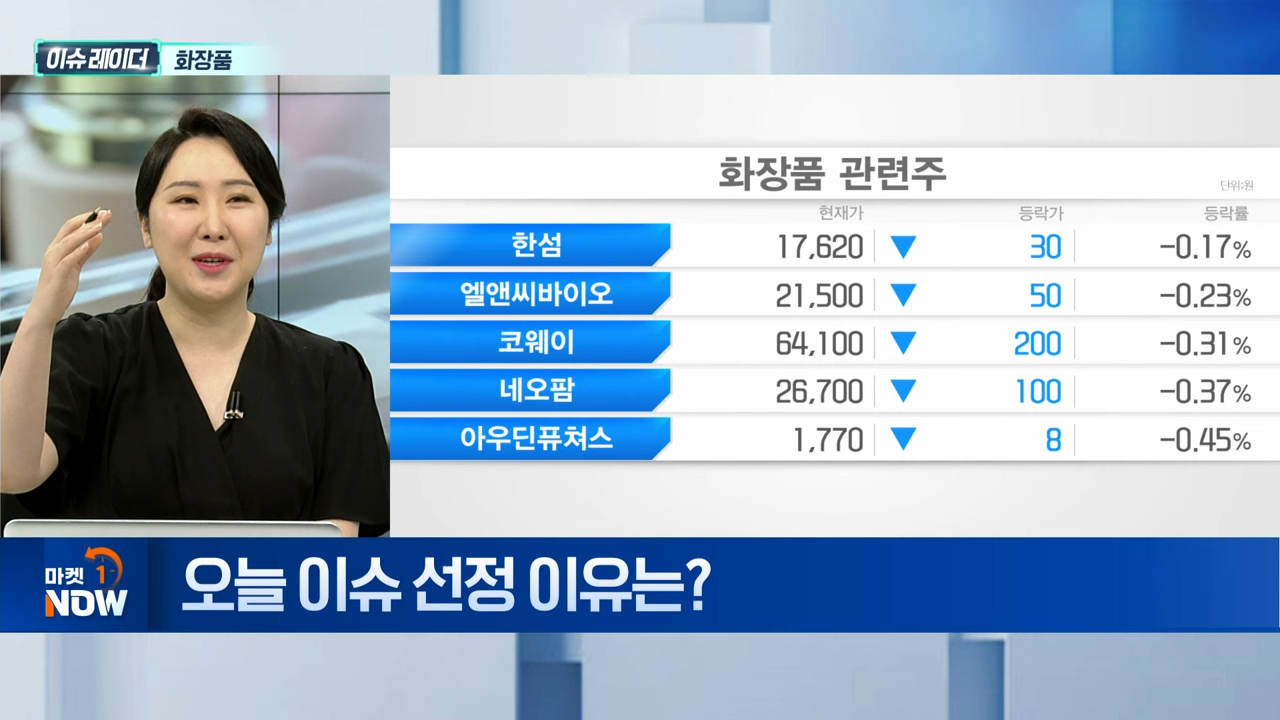 이슈 레이더 화장품
화장품 관련주
단위:원
현재가 등락가 등락률
한섬 17,620 ▼ 30 -0.17%
엘앤씨바이오 21,500 ▼ 50 -0.23%
코웨이 64,100 ▼ 200 -0.31%
네오팜 26,700 ▼ 100 -0.37%
아우딘퓨쳐스 1,770 ▼ 8 -0.45%
마켓 1
NOW
오늘 이슈 선정 이유는?